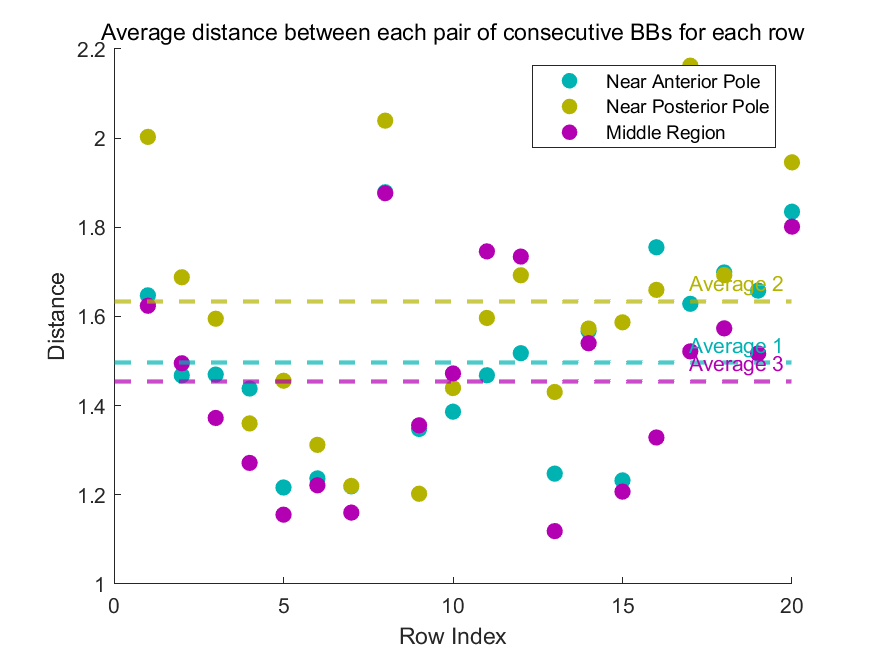 Average distance between each pair of consecutive BBs for each row
2.2
2
1.8
1.6
1.4
1.2
1
Distance
Near Anterior Pole
Near Posterior Pole
Middle Region
Average 2
Average 1
Average 3
0
5
10
15
20
Row Index